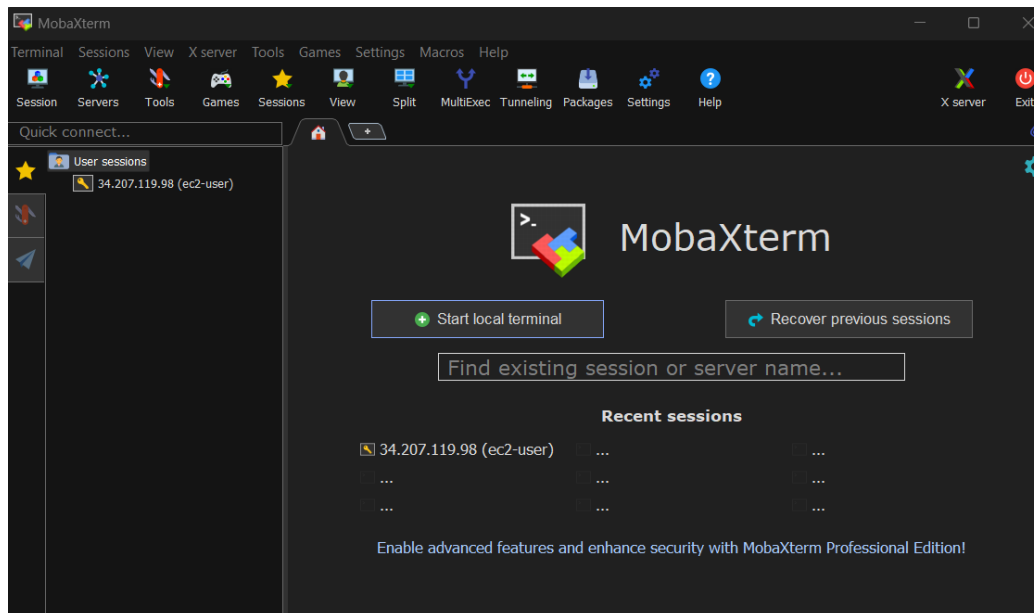 MobaXterm
Terminal Sessions View X server Tools Games Settings Macros Help
Session Servers Tools Games Sessions View Split MultiExec Tunneling Packages Settings Help X server Exit
Quick connect...
User sessions
34.207.119.98 (ec2-user)
>_
MobaXterm
Start local terminal Recover previous sessions
Find existing session or server name...
Recent sessions
34.207.119.98 (ec2-user) ... ...
... ... ...
... ... ...
Enable advanced features and enhance security with MobaXterm Professional Edition!